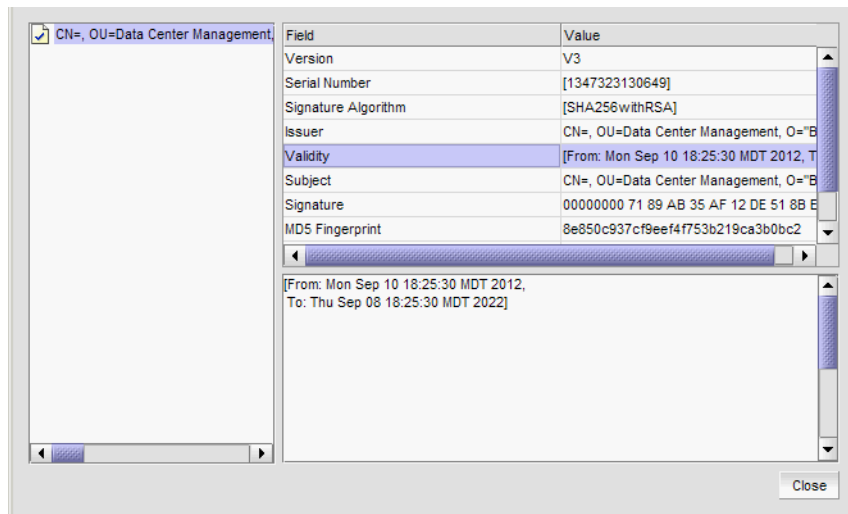 CN=, OU=Data Center Management,
Field Value
Version V3
Serial Number [1347323130649]
Signature Algorithm [SHA256withRSA]
Issuer CN=, OU=Data Center Management, O="B
Validity [From: Mon Sep 10 18:25:30 MDT 2012, T
Subject CN=, OU=Data Center Management, O="B
Signature 00000000 71 89 AB 35 AF 12 DE 51 8B E
MD5 Fingerprint 8e850c937cf9eef4f753b219ca3b0bc2
[From: Mon Sep 10 18:25:30 MDT 2012,
To: Thu Sep 08 18:25:30 MDT 2022]
Close